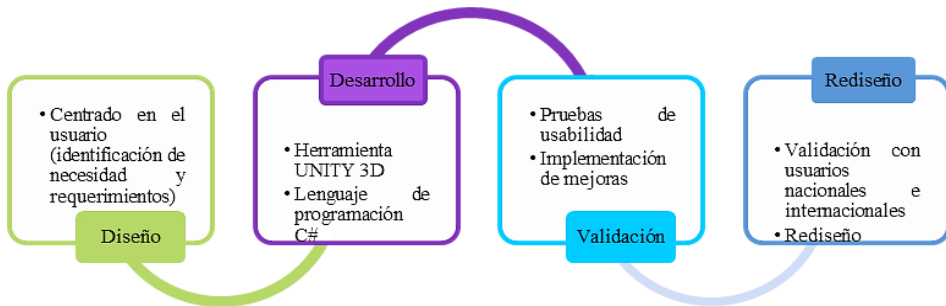 • Centrado en el
usuario
(identificación de
necesidad y
requerimientos)
Diseño
Desarrollo
• Herramienta
UNITY 3D
• Lenguaje de
programación
C#
• Pruebas de
usabilidad
• Implementación
de mejoras
Validación
Rediseño
• Validación con
usuarios
nacionales e
internacionales
• Rediseño